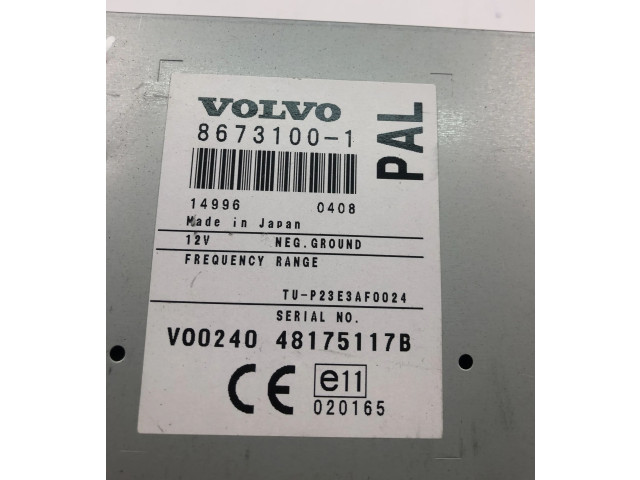 VOLVO
8673100-1
PAL
14996 0408
Made in Japan
12V NEG.GROUND
FREQUENCY RANGE
TU-P23E3AF0024
SERIAL NO.
V00240 48175117B
CE e11
020165